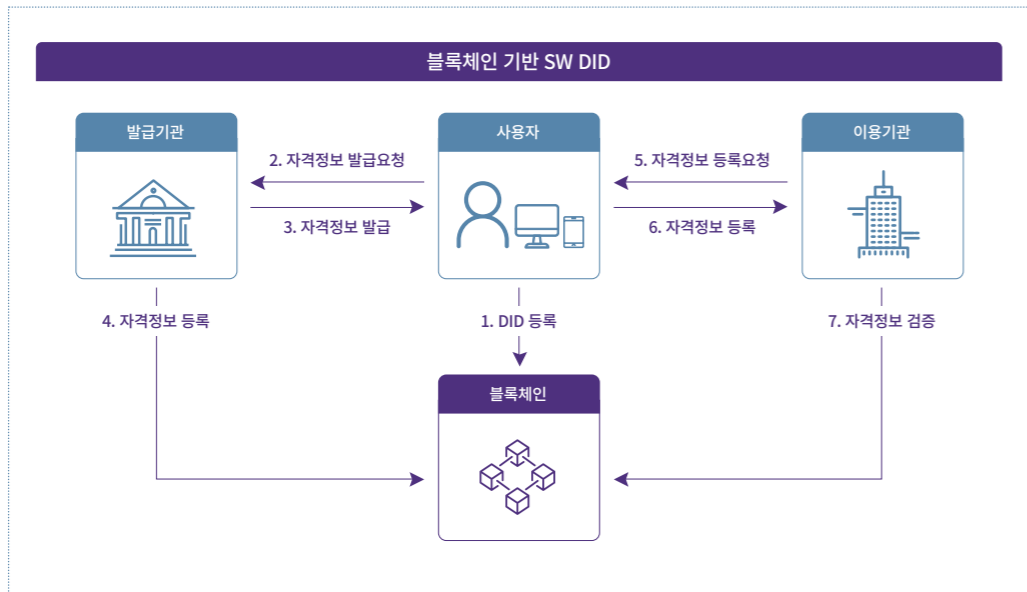 블록체인 기반 SW DID
발급기관
사용자
이용기관
2. 자격정보 발급요청
5. 자격정보 등록요청
3. 자격정보 발급
6. 자격정보 등록
4. 자격정보 등록
1. DID 등록
7. 자격정보 검증
블록체인